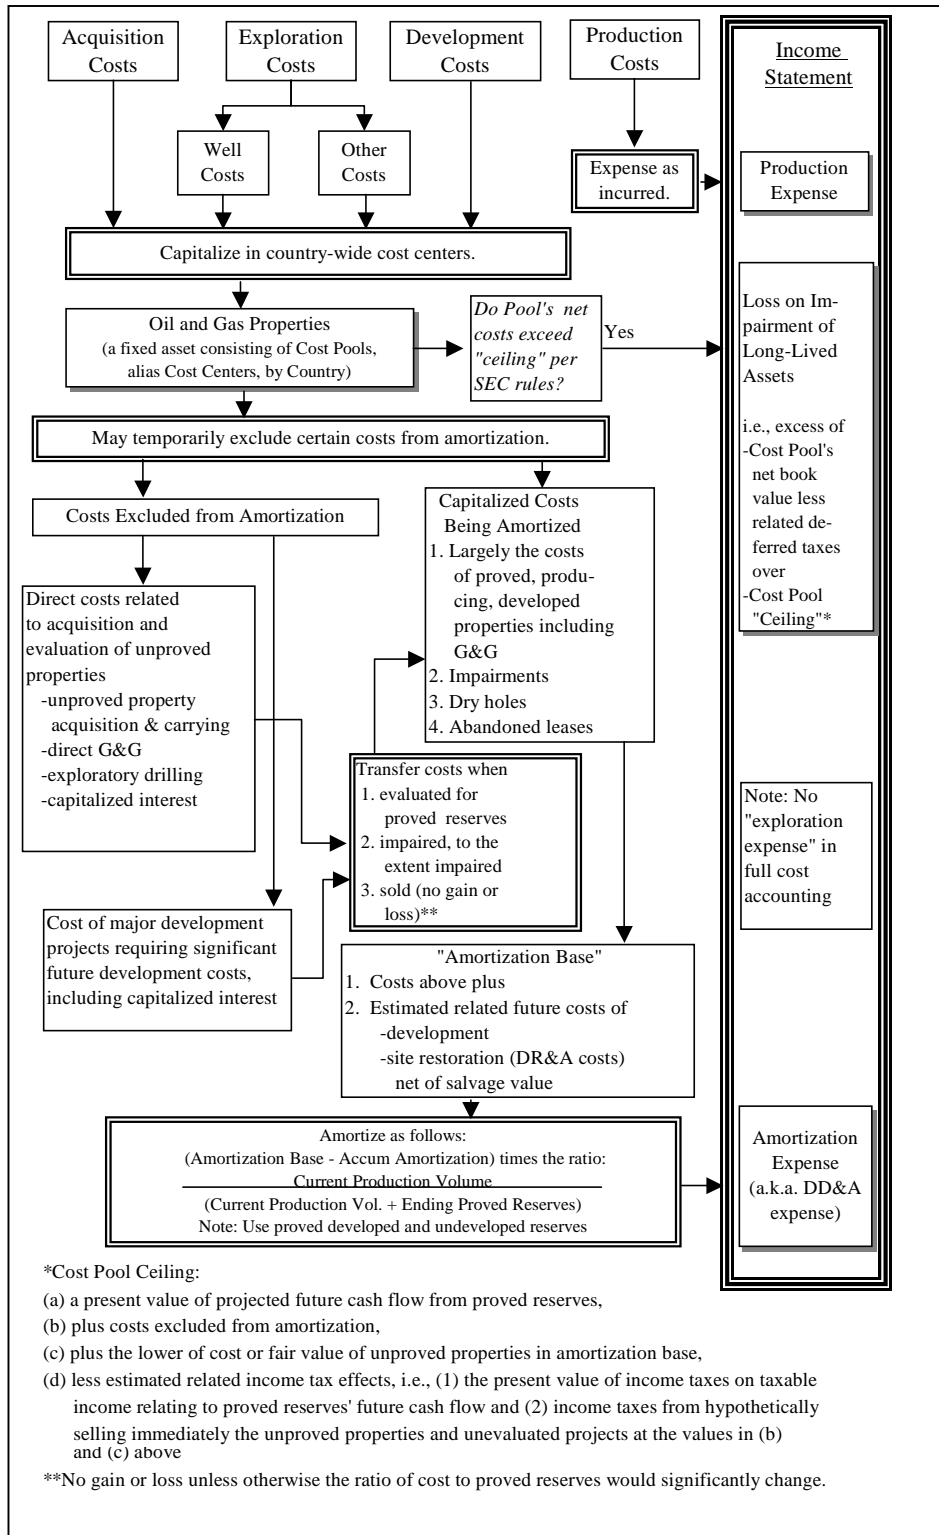 Acquisition
Costs
Exploration
Costs
Development
Costs
Production
Costs
Income
Statement
Well
Costs
Other
Costs
Expense as
incurred.
Production
Expense
Capitalize in country-wide cost centers.
Oil and Gas Properties
(a fixed asset consisting of Cost Pools,
alias Cost Centers, by Country)
Do Pool's net
costs exceed
"ceiling" per
SEC rules?
Yes
Loss on Im-
pairment of
Long-Lived
Assets
i.e., excess of
-Cost Pool's
net book
value less
related de-
ferred taxes
over
-Cost Pool
"Ceiling"*
May temporarily exclude certain costs from amortization.
Costs Excluded from Amortization
Capitalized Costs
Being Amortized
1. Largely the costs
of proved, produ-
cing, developed
properties including
G&G
2. Impairments
3. Dry holes
4. Abandoned leases
Direct costs related
to acquisition and
evaluation of unproved
properties
-unproved property
acquisition & carrying
-direct G&G
-exploratory drilling
-capitalized interest
Transfer costs when
1. evaluated for
proved reserves
2. impaired, to the
extent impaired
3. sold (no gain or
loss)**
Note: No
"exploration
expense" in
full cost
accounting
Cost of major development
projects requiring significant
future development costs,
including capitalized interest
"Amortization Base"
1. Costs above plus
2. Estimated related future costs of
-development
-site restoration (DR&A costs)
net of salvage value
Amortize as follows:
(Amortization Base - Accum Amortization) times the ratio:
Current Production Volume
(Current Production Vol. + Ending Proved Reserves)
Note: Use proved developed and undeveloped reserves
Amortization
Expense
(a.k.a. DD&A
expense)
*Cost Pool Ceiling:
(a) a present value of projected future cash flow from proved reserves,
(b) plus costs excluded from amortization,
(c) plus the lower of cost or fair value of unproved properties in amortization base,
(d) less estimated related income tax effects, i.e., (1) the present value of income taxes on taxable
income relating to proved reserves' future cash flow and (2) income taxes from hypothetically
selling immediately the unproved properties and unevaluated projects at the values in (b)
and (c) above
**No gain or loss unless otherwise the ratio of cost to proved reserves would significantly change.